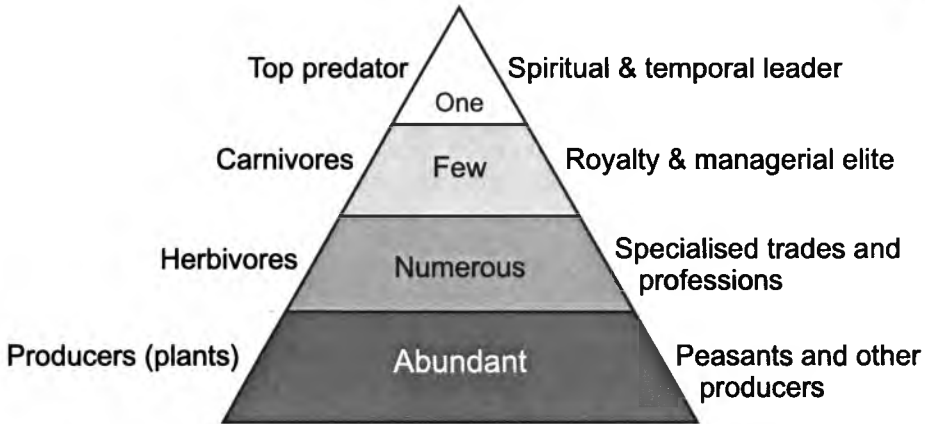 Top predator
Spiritual & temporal leader
One
Carnivores
Few
Royalty & managerial elite
Herbivores
Numerous
Specialised trades and
professions
Producers (plants)
Abundant
Peasants and other
producers